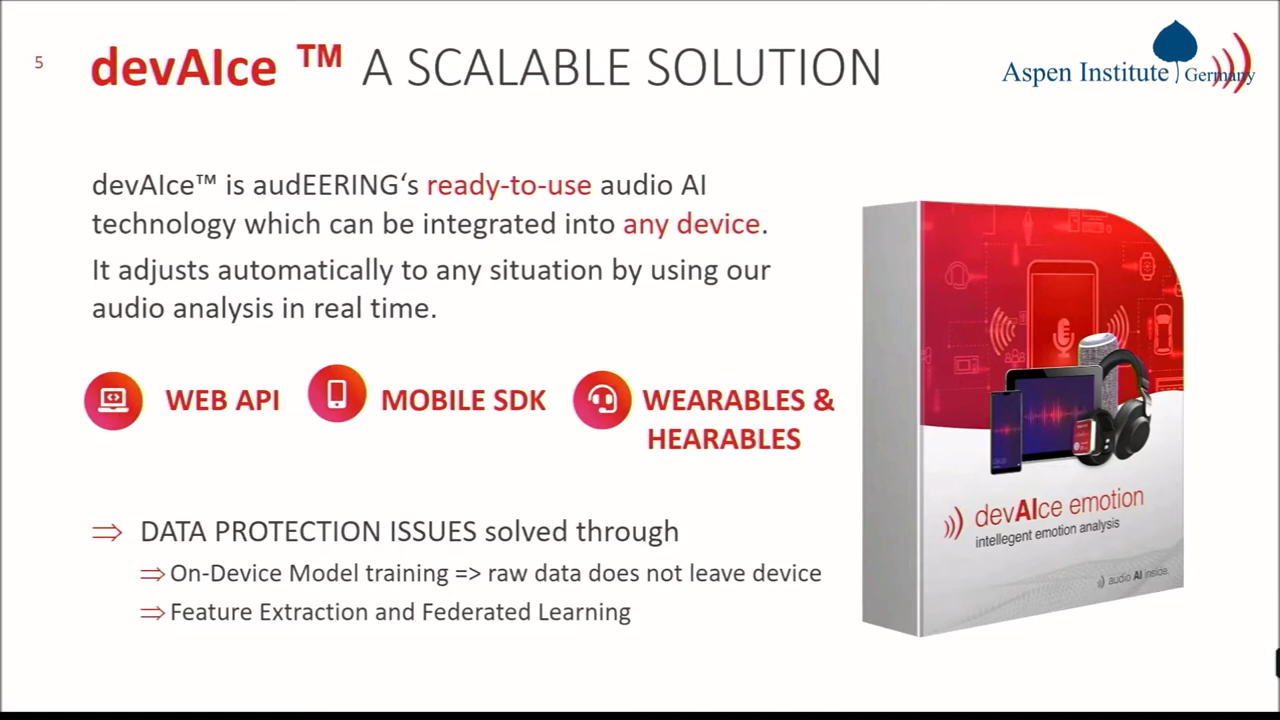 5
devAIce ™ A SCALABLE SOLUTION
Aspen Institute Germany
devAIce™ is audEERING‘s ready-to-use audio AI
technology which can be integrated into any device.
It adjusts automatically to any situation by using our
audio analysis in real time.
WEB API
MOBILE SDK
WEARABLES &
HEARABLES
⇒ DATA PROTECTION ISSUES solved through
⇒ On-Device Model training => raw data does not leave device
⇒ Feature Extraction and Federated Learning
devAIce emotion
intellegent emotion analysis
audio AI inside.